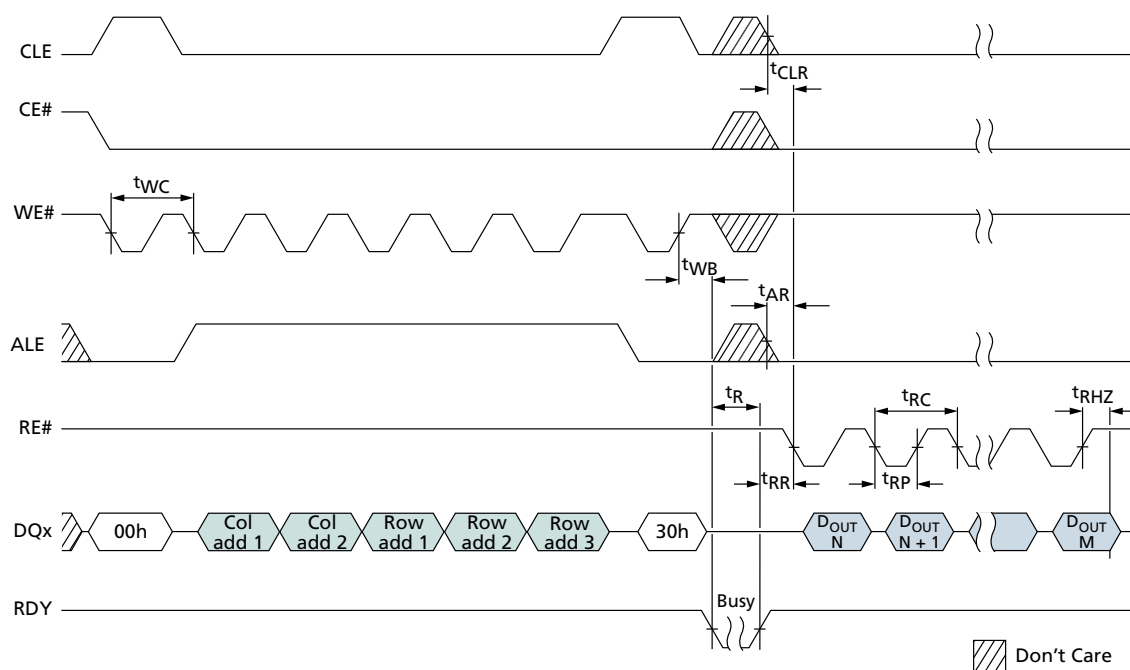 CLE
tCLR
CE#
tWC
WE#
tWB
tAR
ALE
tR
tRC
tRHZ
RE#
tRR
tRP
DQx
00h
Col
add 1
Col
add 2
Row
add 1
Row
add 2
Row
add 3
30h
DOUT
N
DOUT
N + 1
DOUT
M
RDY
Busy
Don't Care